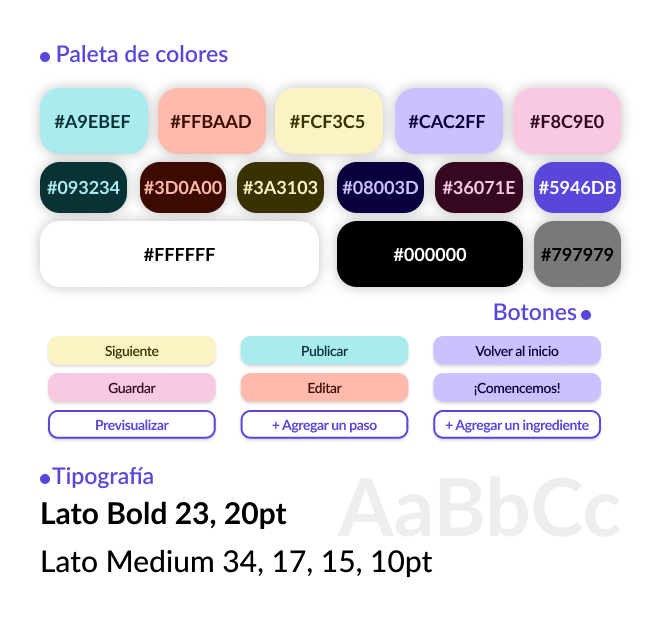 Paleta de colores
#A9EBEF #FFBAAD #FCF3C5 #CAC2FF #F8C9E0
#093234 #3D0A00 #3A3103 #08003D #36071E #5946DB
#FFFFFF #000000 #797979
Botones
Siguiente Publicar Volver al inicio
Guardar Editar ¡Comencemos!
Previsualizar + Agregar un paso + Agregar un ingrediente
Tipografía
AaBbCc
Lato Bold 23, 20pt
Lato Medium 34, 17, 15, 10pt